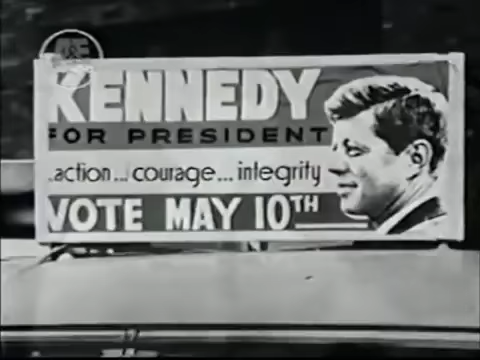 A&E
KENNEDY
FOR PRESIDENT
..action... courage... integrity
VOTE MAY 10TH